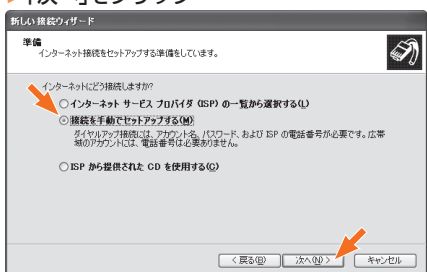 新しい接続ウィザード
準備
インターネット接続をセットアップする準備をしています。
インターネットにどう接続しますか?
インターネット サービス プロバイダ (ISP) の一覧から選択する(L)
接続を手動でセットアップする(M)
ダイヤルアップ接続には、アカウント名、パスワード、および ISP の電話番号が必要です。広帯
域のアカウントには、電話番号は必要ありません。
ISP から提供された CD を使用する(C)
< 戻る(B) 次へ(N) > キャンセル